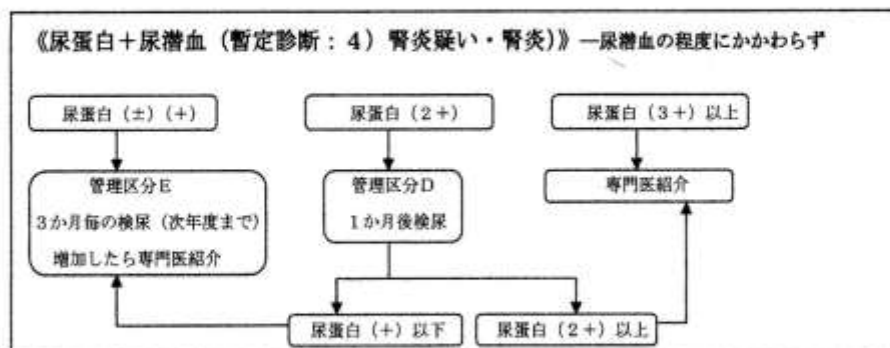 《尿蛋白+尿潜血（暫定診断：4）腎炎疑い・腎炎）》―尿潜血の程度にかかわらず
尿蛋白（±）（+）
尿蛋白（2+）
尿蛋白（3+）以上
管理区分E
3か月毎の検尿（次年度まで）
増加したら専門医紹介
管理区分D
1か月後検尿
専門医紹介
尿蛋白（+）以下
尿蛋白（2+）以上